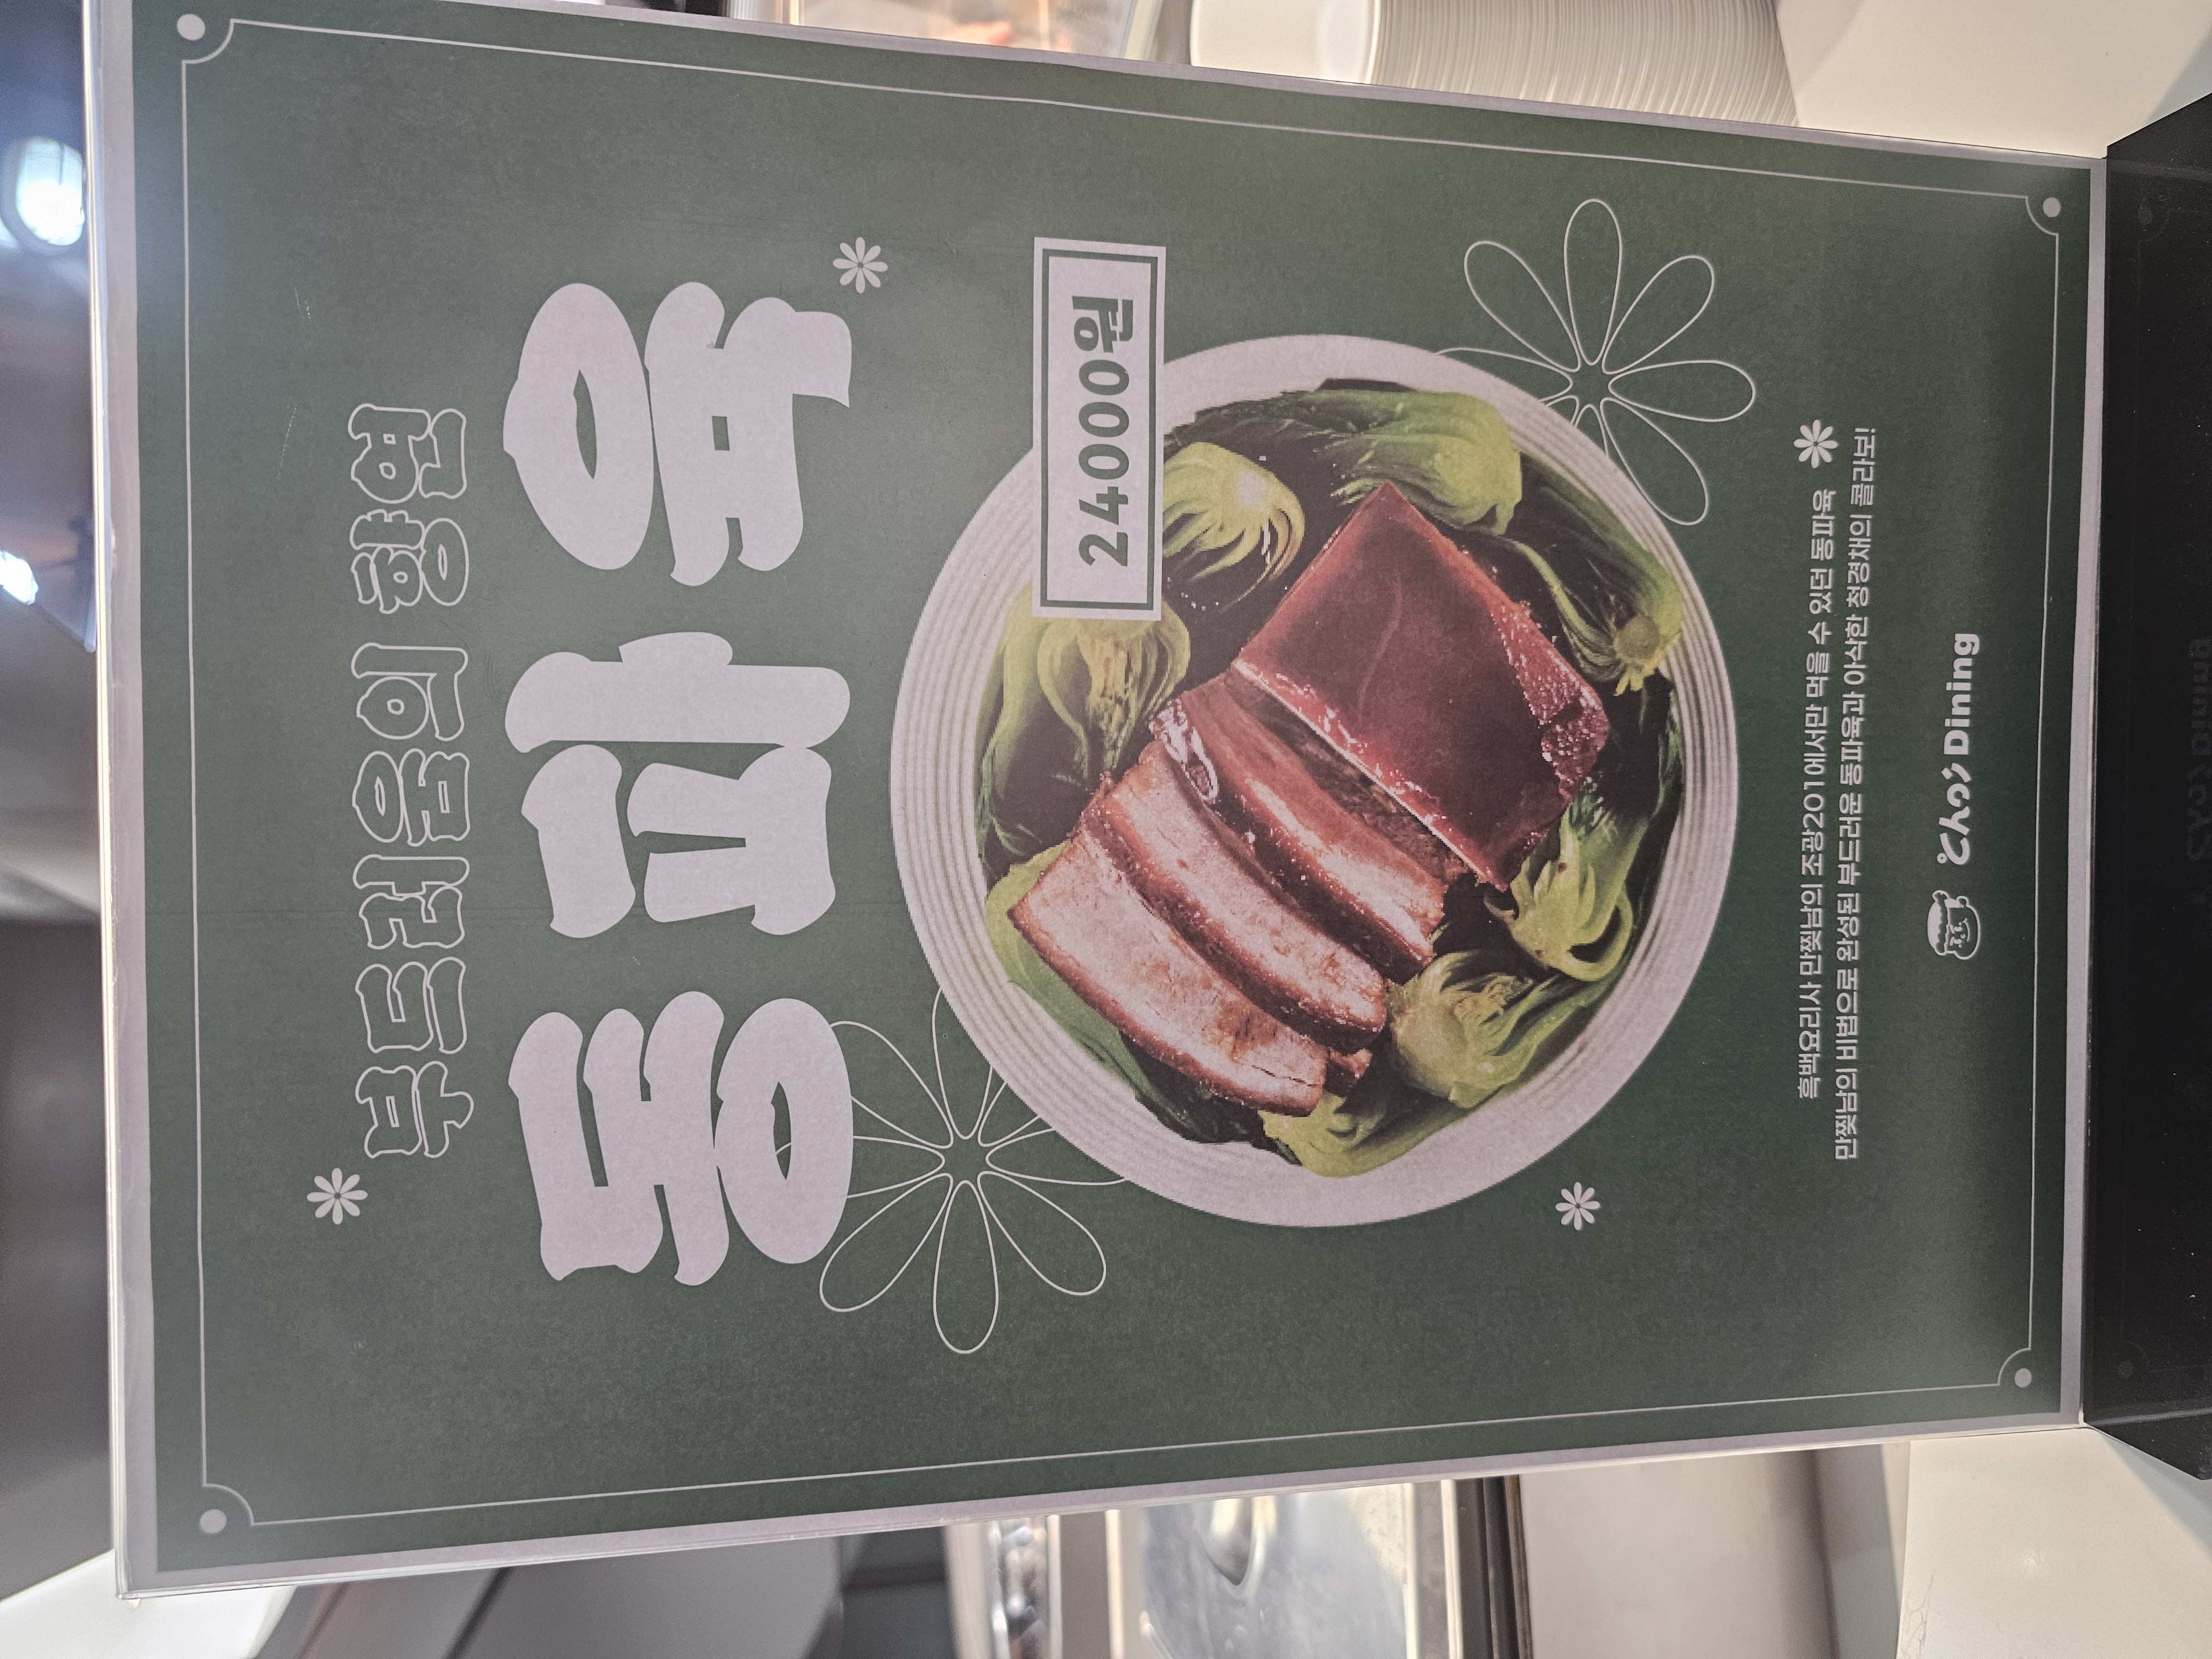 부드러움의 향연
동파육
24000원
흑백요리사 만찢남의 조광201에서만 먹을 수 있던 동파육
만찢남의 비법으로 완성된 부드러운 동파육과 아삭한 청경채의 콜라보!
Dining